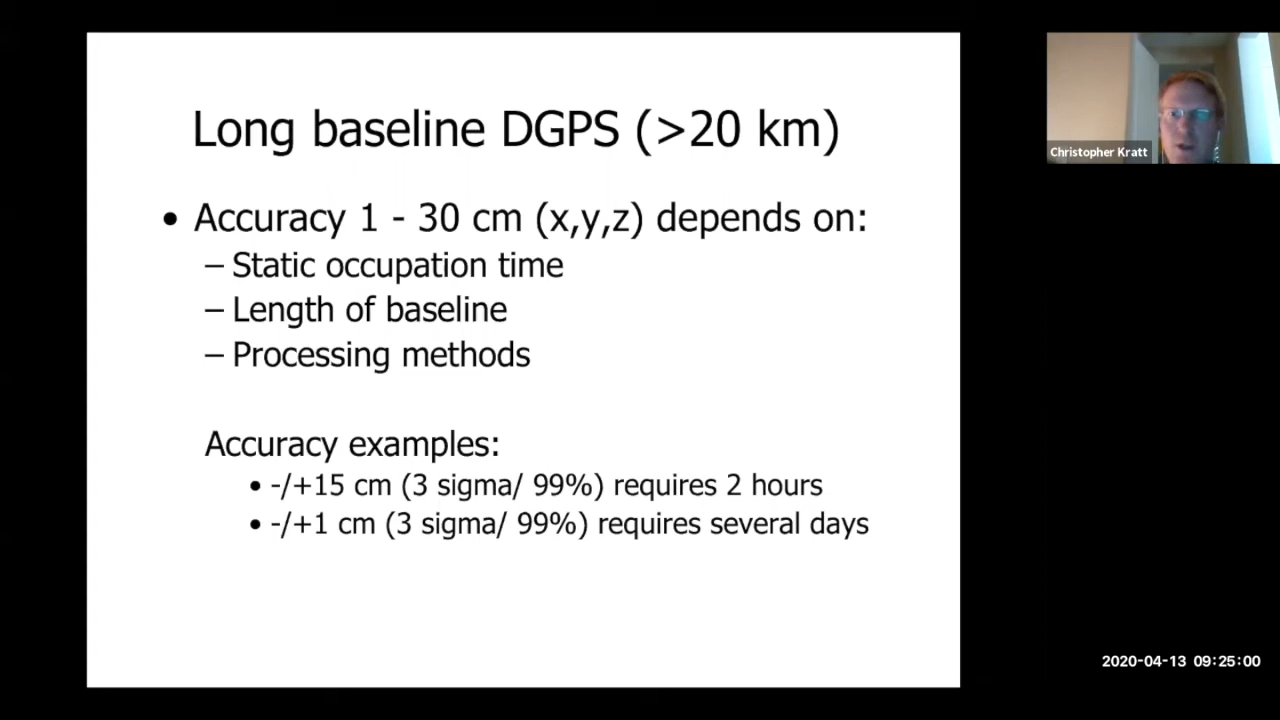 Long baseline DGPS (>20 km)
• Accuracy 1 - 30 cm (x,y,z) depends on:
– Static occupation time
– Length of baseline
– Processing methods
Accuracy examples:
• -/+15 cm (3 sigma/ 99%) requires 2 hours
• -/+1 cm (3 sigma/ 99%) requires several days
Christopher Kratt
2020-04-13 09:25:00